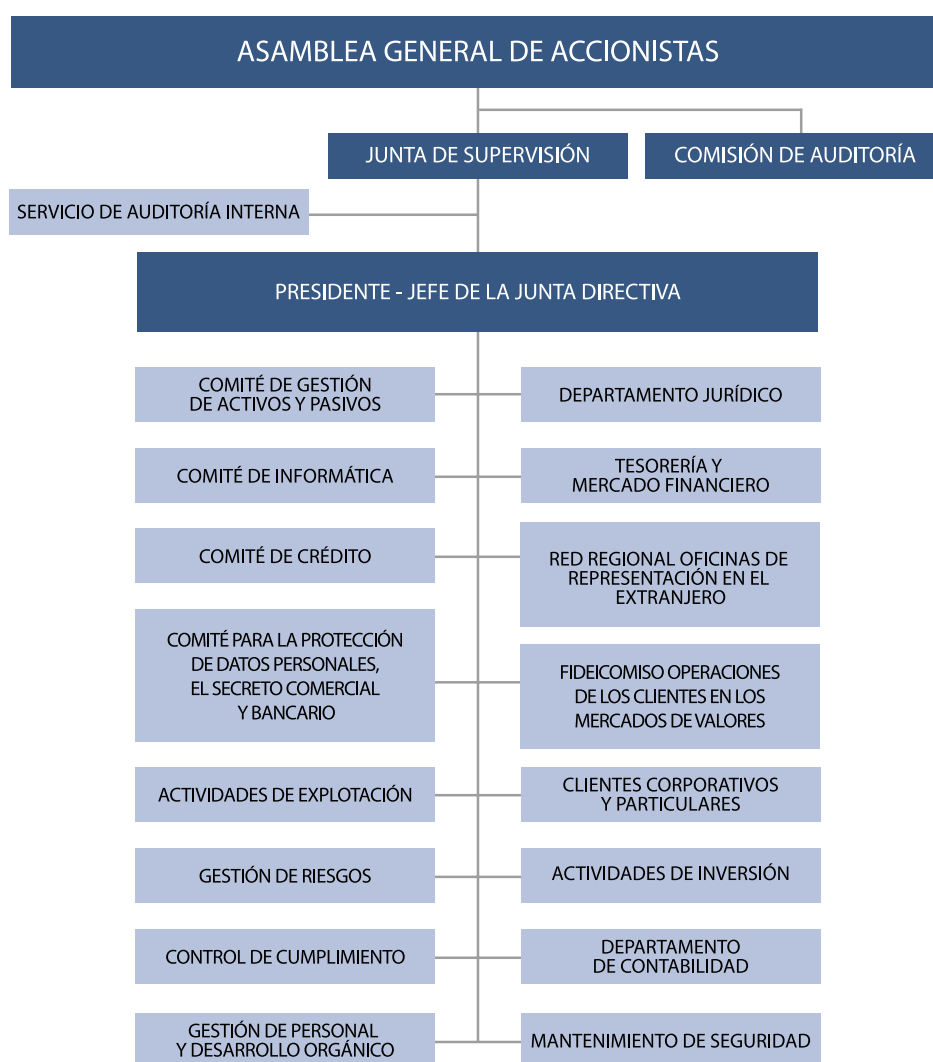 ASAMBLEA GENERAL DE ACCIONISTAS
JUNTA DE SUPERVISIÓN
COMISIÓN DE AUDITORÍA
SERVICIO DE AUDITORÍA INTERNA
PRESIDENTE - JEFE DE LA JUNTA DIRECTIVA
COMITÉ DE GESTIÓN
DE ACTIVOS Y PASIVOS
DEPARTAMENTO JURÍDICO
COMITÉ DE INFORMÁTICA
TESORERÍA Y
MERCADO FINANCIERO
COMITÉ DE CRÉDITO
RED REGIONAL OFICINAS DE
REPRESENTACIÓN EN EL
EXTRANJERO
COMITÉ PARA LA PROTECCIÓN
DE DATOS PERSONALES,
EL SECRETO COMERCIAL
Y BANCARIO
FIDEICOMISO OPERACIONES
DE LOS CLIENTES EN LOS
MERCADOS DE VALORES
ACTIVIDADES DE EXPLOTACIÓN
CLIENTES CORPORATIVOS
Y PARTICULARES
GESTIÓN DE RIESGOS
ACTIVIDADES DE INVERSIÓN
CONTROL DE CUMPLIMIENTO
DEPARTAMENTO
DE CONTABILIDAD
GESTIÓN DE PERSONAL
Y DESARROLLO ORGÁNICO
MANTENIMIENTO DE SEGURIDAD